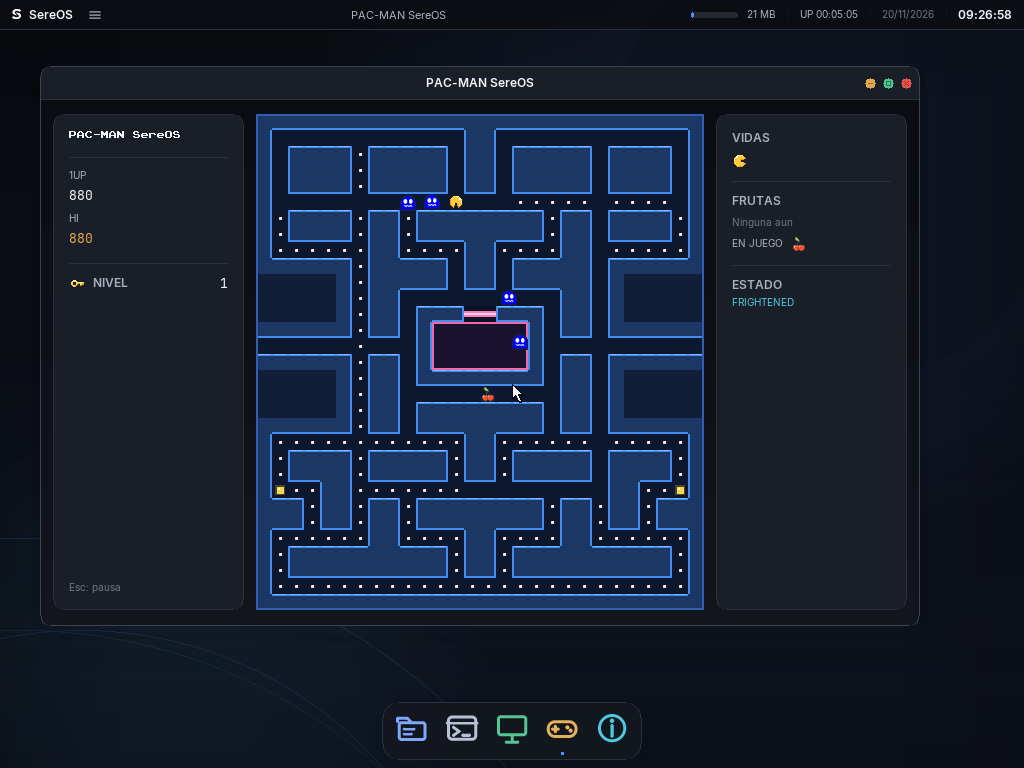 SereOS
PAC-MAN SereOS
21 MB
UP 00:05:05
20/11/2026
09:26:58
PAC-MAN SereOS
PAC-MAN SereOS
1UP
880
HI
880
NIVEL 1
Esc: pausa
VIDAS
FRUTAS
Ninguna aun
EN JUEGO
ESTADO
FRIGHTENED